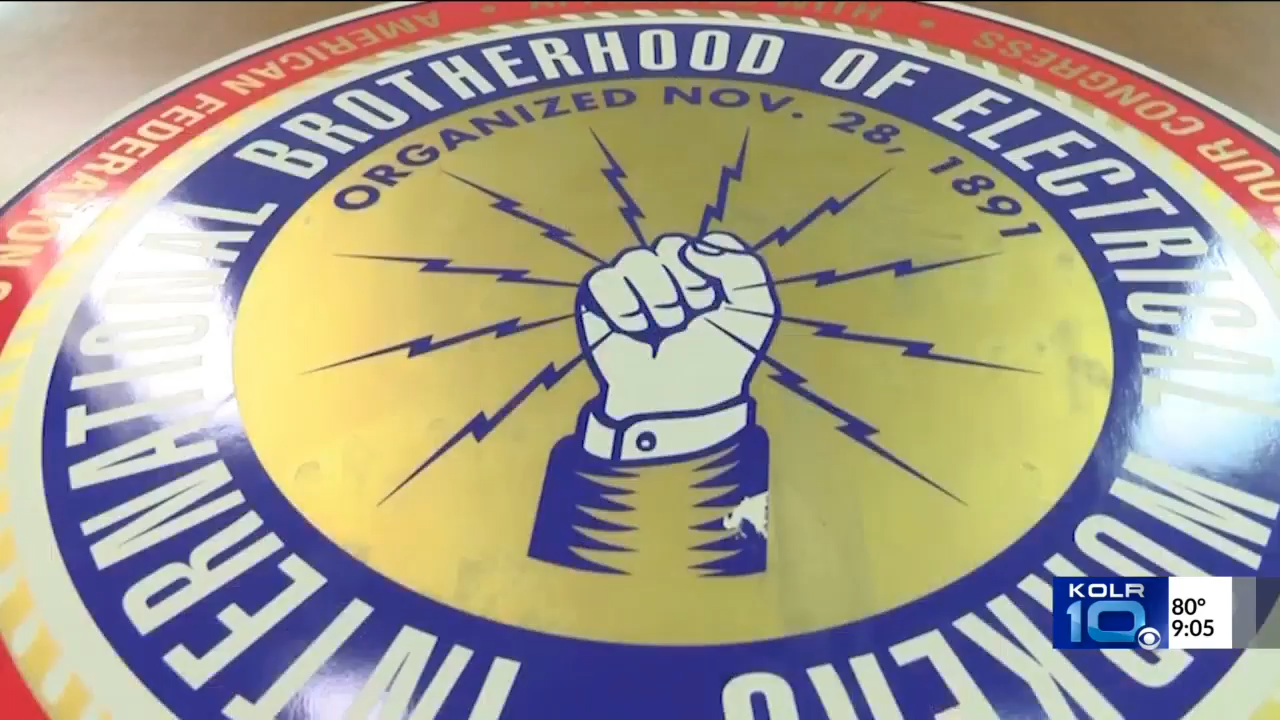 AMERICAN FEDERATION
OUR CONGRESS
INTERNATIONAL BROTHERHOOD OF ELECTRICAL WORKERS
ORGANIZED NOV. 28, 1891
KOLR
10
80°
9:05